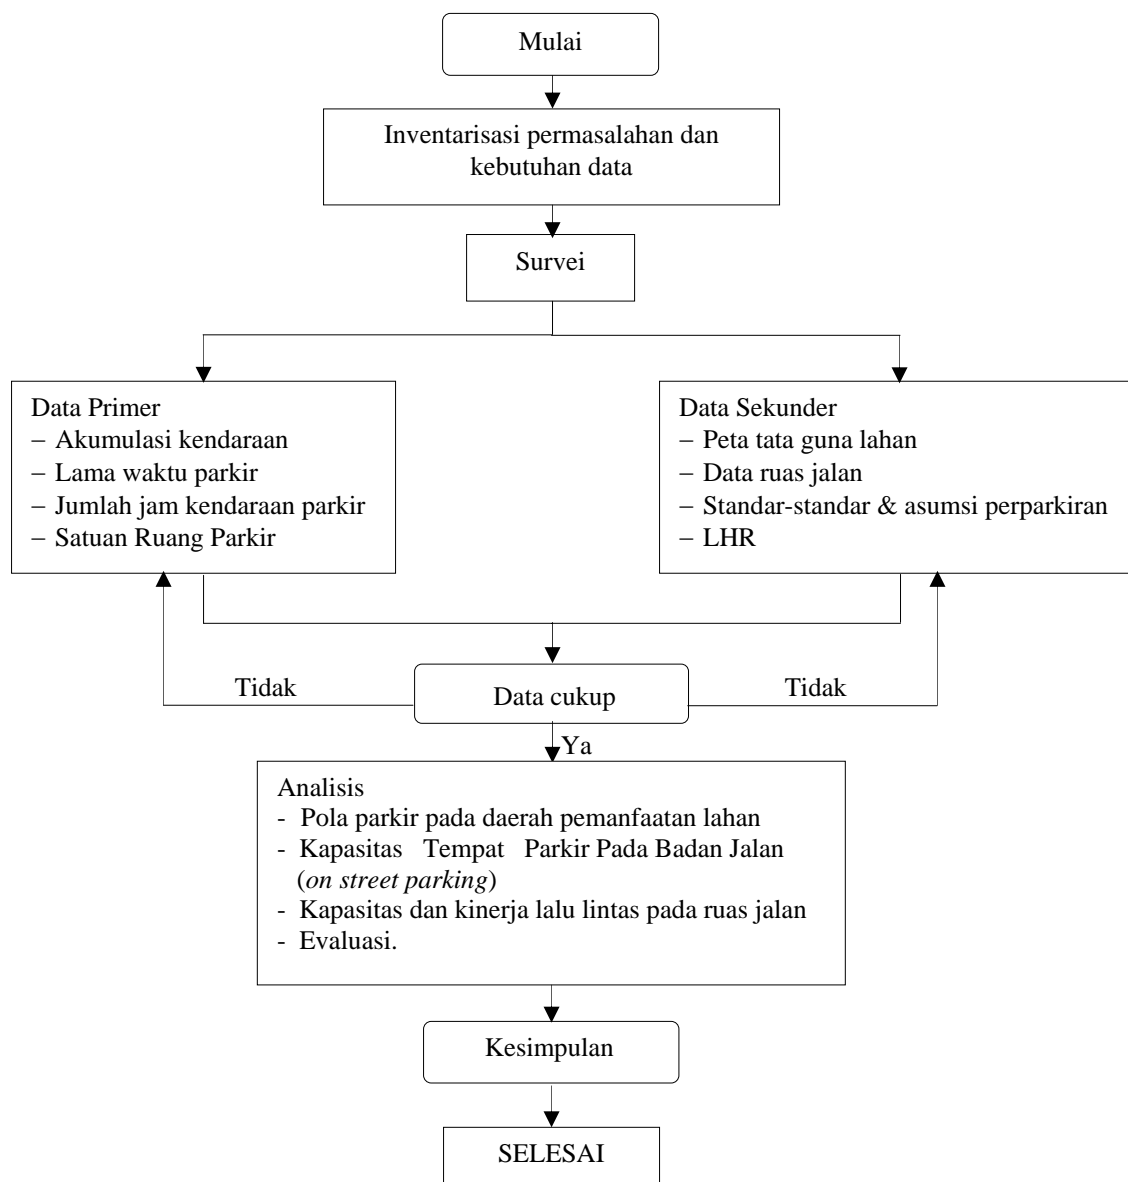 Mulai
Inventarisasi permasalahan dan
kebutuhan data
Survei
Data Primer
– Akumulasi kendaraan
– Lama waktu parkir
– Jumlah jam kendaraan parkir
– Satuan Ruang Parkir
Data Sekunder
– Peta tata guna lahan
– Data ruas jalan
– Standar-standar & asumsi perparkiran
– LHR
Tidak
Data cukup
Tidak
Ya
Analisis
- Pola parkir pada daerah pemanfaatan lahan
- Kapasitas Tempat Parkir Pada Badan Jalan
(on street parking)
- Kapasitas dan kinerja lalu lintas pada ruas jalan
- Evaluasi.
Kesimpulan
SELESAI